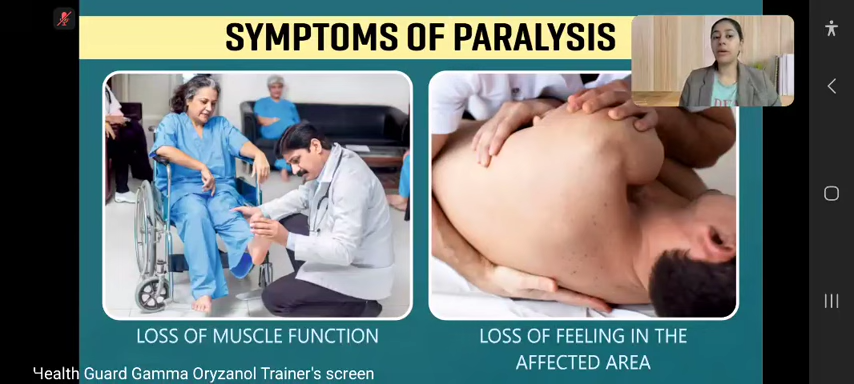 SYMPTOMS OF PARALYSIS
LOSS OF MUSCLE FUNCTION
LOSS OF FEELING IN THE
AFFECTED AREA
Health Guard Gamma Oryzanol Trainer's screen